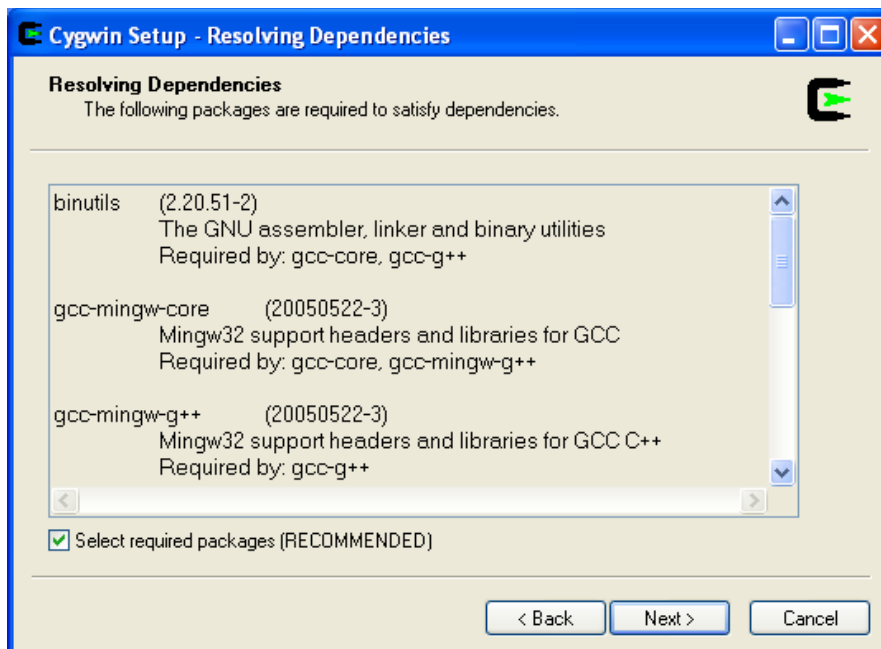 Cygwin Setup - Resolving Dependencies
Resolving Dependencies
The following packages are required to satisfy dependencies.
binutils (2.20.51-2)
The GNU assembler, linker and binary utilities
Required by: gcc-core, gcc-g++
gcc-mingw-core (20050522-3)
Mingw32 support headers and libraries for GCC
Required by: gcc-core, gcc-mingw-g++
gcc-mingw-g++ (20050522-3)
Mingw32 support headers and libraries for GCC C++
Required by: gcc-g++
Select required packages (RECOMMENDED)
< Back Next > Cancel